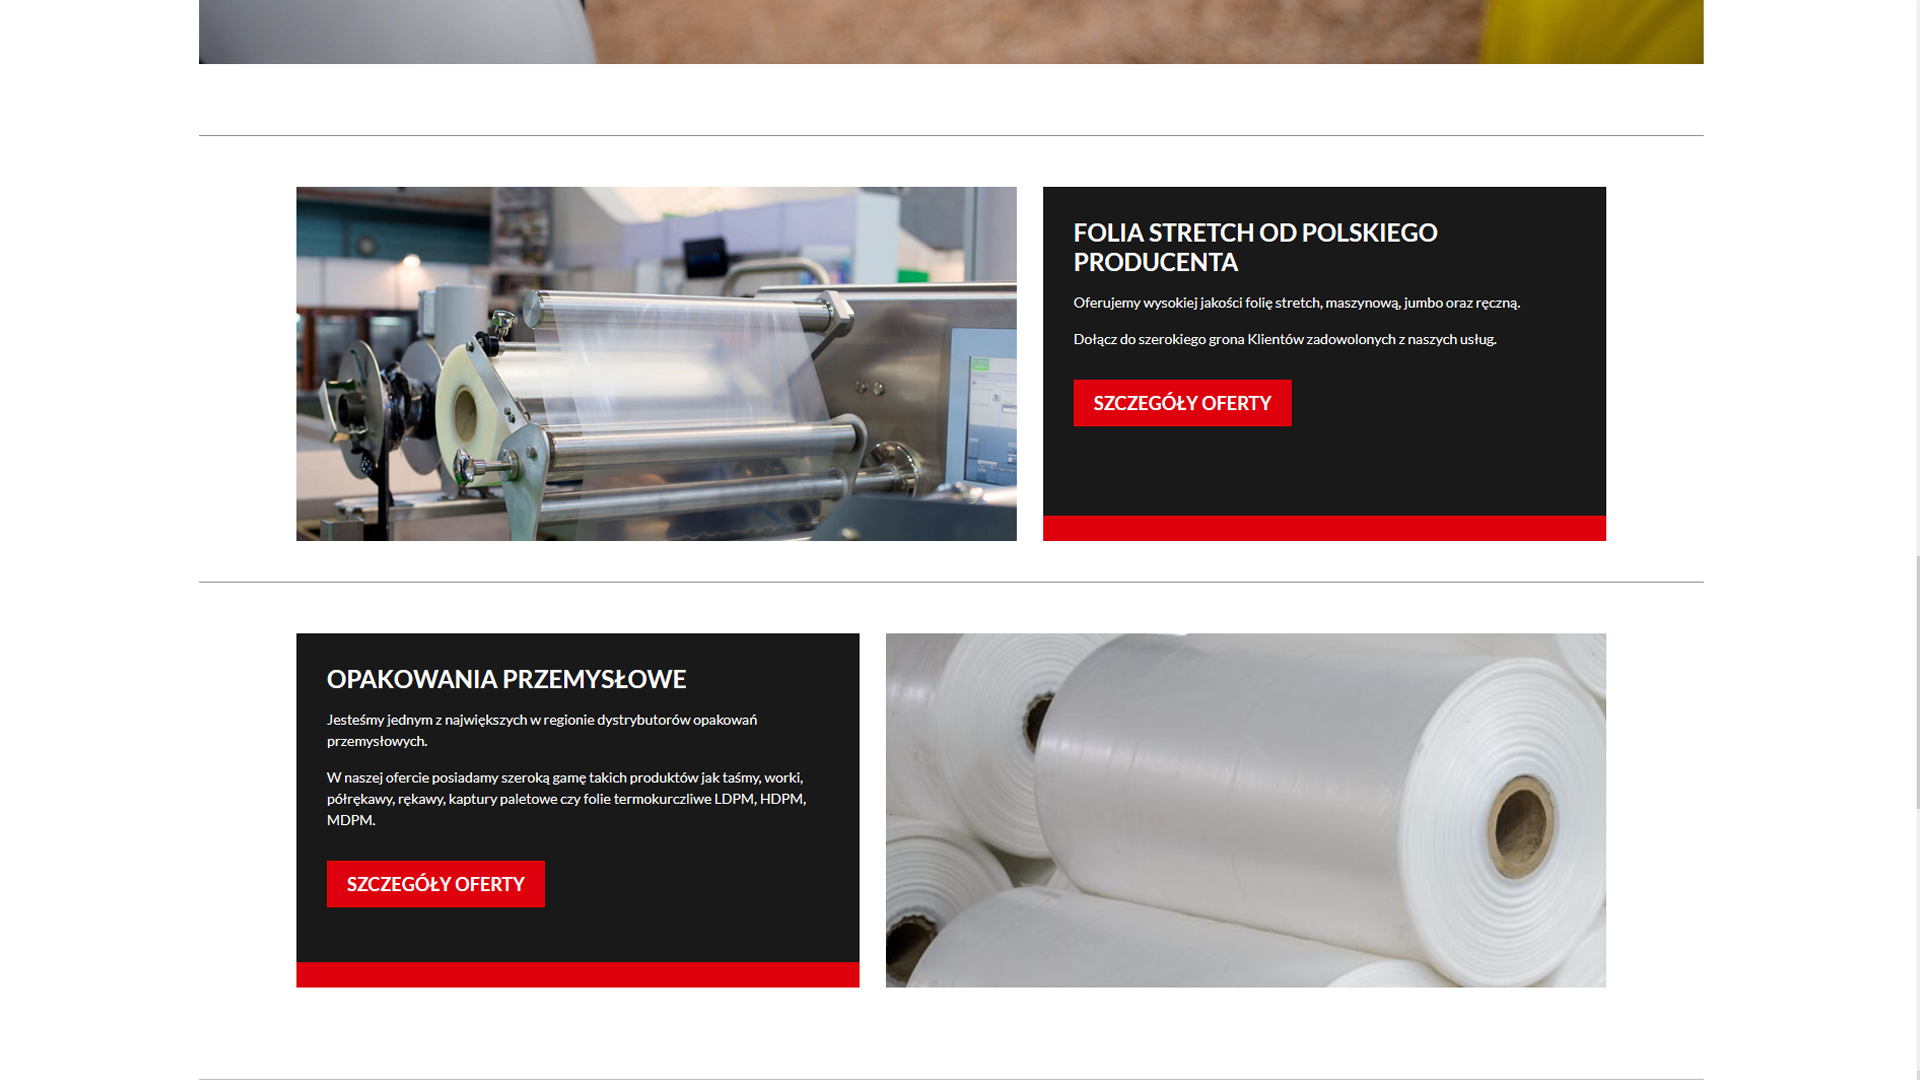 FOLIA STRETCH OD POLSKIEGO
PRODUCENTA
Oferujemy wysokiej jakości folię stretch, maszynową, jumbo oraz ręczną.
Dołącz do szerokiego grona Klientów zadowolonych z naszych usług.
SZCZEGÓŁY OFERTY
OPAKOWANIA PRZEMYSŁOWE
Jesteśmy jednym z największych w regionie dystrybutorów opakowań
przemysłowych.
W naszej ofercie posiadamy szeroką gamę takich produktów jak taśmy, worki,
półrękawy, rękawy, kaptury paletowe czy folie termokurczliwe LDPM, HDPM,
MDPM.
SZCZEGÓŁY OFERTY